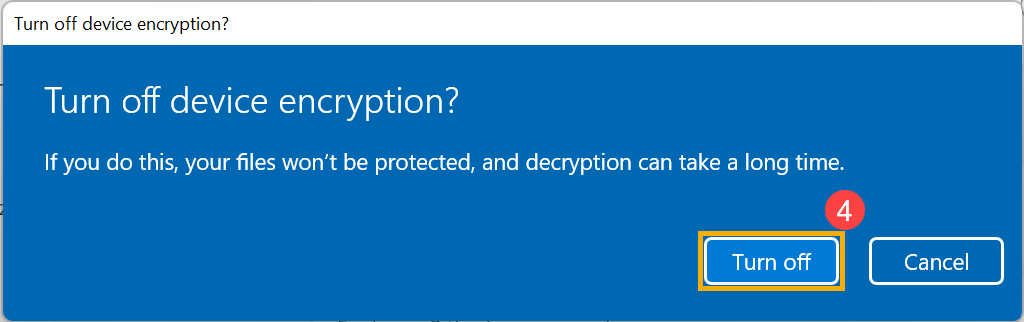 Turn off device encryption?
Turn off device encryption?
If you do this, your files won't be protected, and decryption can take a long time.
4
Turn off
Cancel